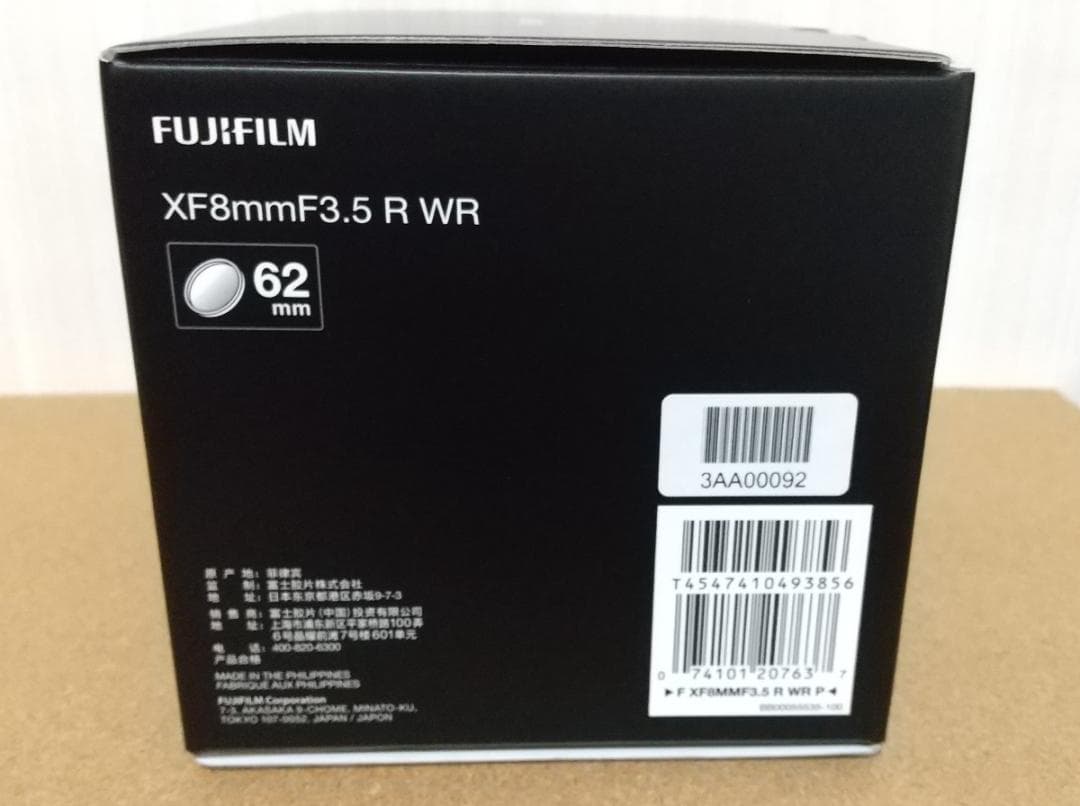 FUJIFILM
XF8mmF3.5 R WR
62
mm
3AA00092
T4547410493856
0 74101 20763 7
►F XF8MMF3.5 R WR P◄
BB00055535-100
原产地：菲律宾
监制：富士胶片株式会社
地址：日本东京都港区赤坂9-7-3
销售商：富士胶片(中国)投资有限公司
地址：上海市浦东新区平家桥路100弄
6号晶耀前滩7号楼601单元
电话：400-820-6300
产品合格
MADE IN THE PHILIPPINES
FABRIQUÉ AUX PHILIPPINES
FUJIFILM Corporation
7-3, AKASAKA 9-CHOME, MINATO-KU,
TOKYO 107-0052, JAPAN / JAPON